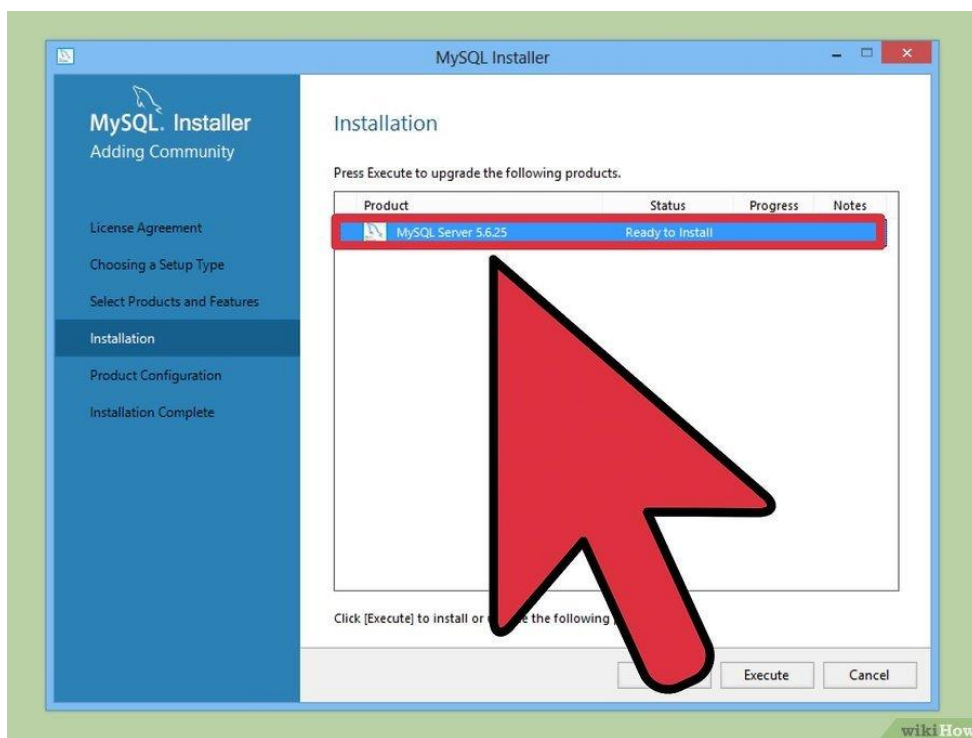 MySQL Installer
MySQL. Installer
Adding Community
License Agreement
Choosing a Setup Type
Select Products and Features
Installation
Product Configuration
Installation Complete
Installation
Press Execute to upgrade the following products.
Product Status Progress Notes
MySQL Server 5.6.25 Ready to Install
Click [Execute] to install or the following
Execute Cancel
wikiHow